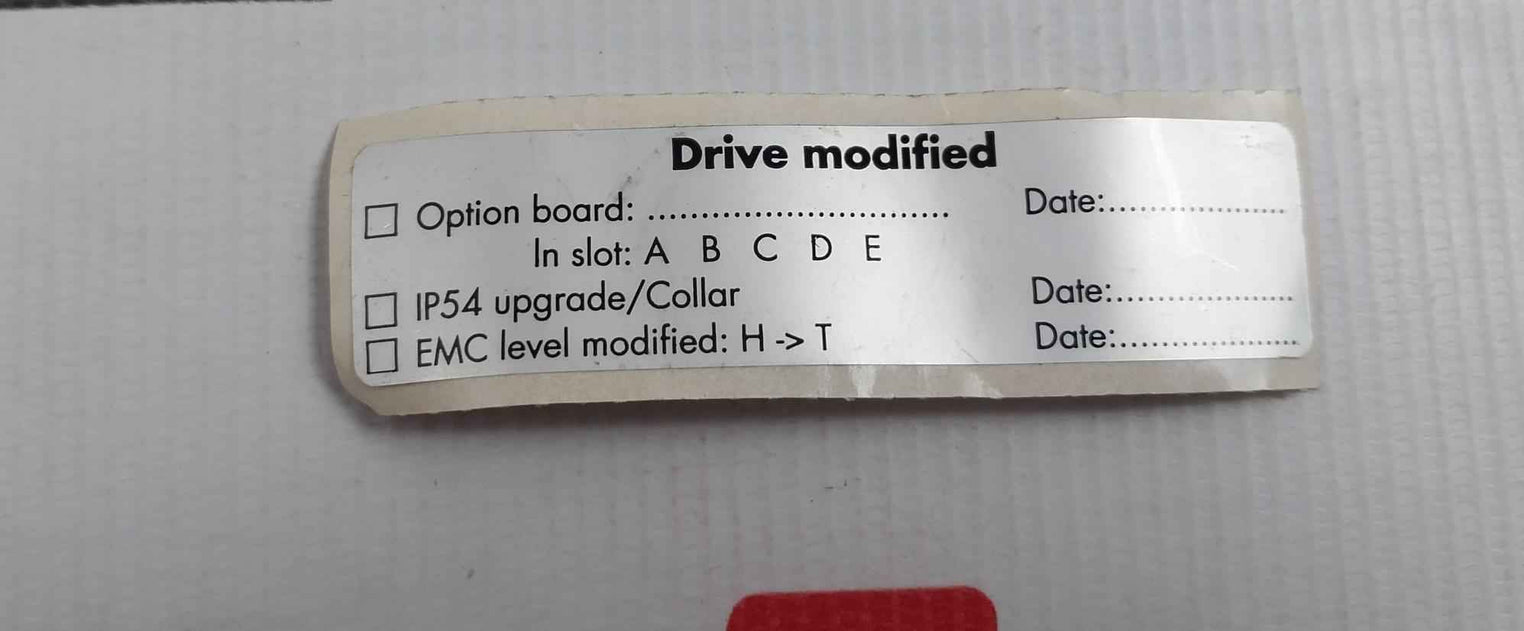 Drive modified
Option board: ............................ Date:....................
In slot: A B C D E
IP54 upgrade/Collar Date:....................
EMC level modified: H -> T Date:....................